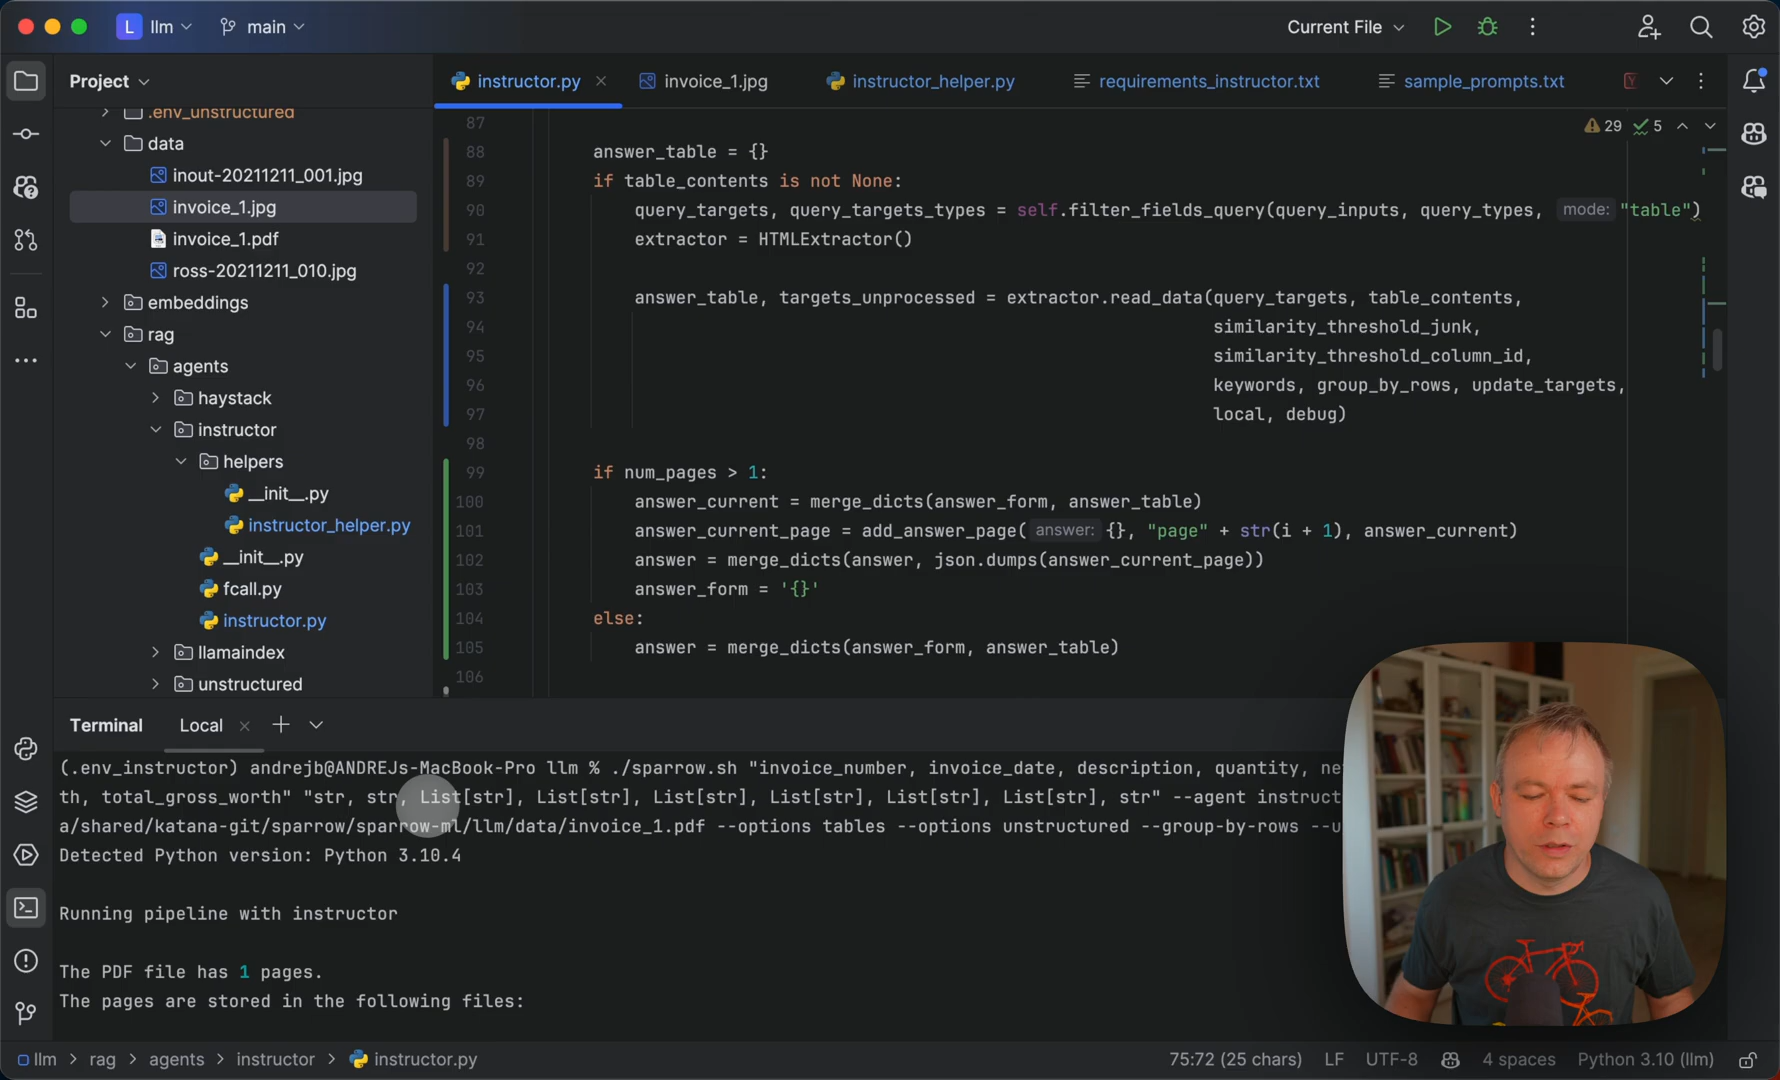 L llm main Current File
Project
instructor.py invoice_1.jpg instructor_helper.py requirements_instructor.txt sample_prompts.txt Y
.env_unstructured
data
inout-20211211_001.jpg
invoice_1.jpg
invoice_1.pdf
ross-20211211_010.jpg
embeddings
rag
agents
haystack
instructor
helpers
__init__.py
instructor_helper.py
__init__.py
fcall.py
instructor.py
llamaindex
unstructured
29 5
87
88 answer_table = {}
89 if table_contents is not None:
90 query_targets, query_targets_types = self.filter_fields_query(query_inputs, query_types, mode: "table")
91 extractor = HTMLExtractor()
92
93 answer_table, targets_unprocessed = extractor.read_data(query_targets, table_contents,
94 similarity_threshold_junk,
95 similarity_threshold_column_id,
96 keywords, group_by_rows, update_targets,
97 local, debug)
98
99 if num_pages > 1:
100 answer_current = merge_dicts(answer_form, answer_table)
101 answer_current_page = add_answer_page( answer: {}, "page" + str(i + 1), answer_current)
102 answer = merge_dicts(answer, json.dumps(answer_current_page))
103 answer_form = '{}'
104 else:
105 answer = merge_dicts(answer_form, answer_table)
106
Terminal Local
(.env_instructor) andrejb@ANDREJs-MacBook-Pro llm % ./sparrow.sh "invoice_number, invoice_date, description, quantity, ne
th, total_gross_worth" "str, str, List[str], List[str], List[str], List[str], List[str], List[str], str" --agent instruct
a/shared/katana-git/sparrow/sparrow-ml/llm/data/invoice_1.pdf --options tables --options unstructured --group-by-rows --u
Detected Python version: Python 3.10.4
Running pipeline with instructor
The PDF file has 1 pages.
The pages are stored in the following files:
llm > rag > agents > instructor > instructor.py
75:72 (25 chars) LF UTF-8 4 spaces Python 3.10 (llm)